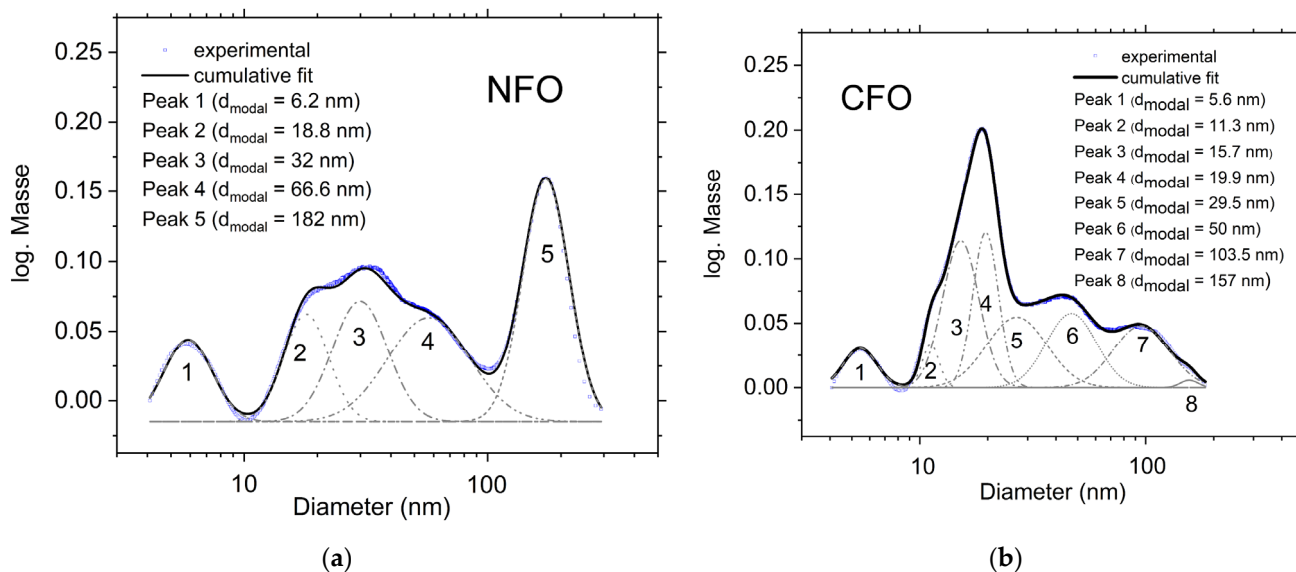 0.25
0.20
0.15
0.10
0.05
0.00
log. Masse
experimental
cumulative fit
Peak 1 (dmodal = 6.2 nm)
Peak 2 (dmodal = 18.8 nm)
Peak 3 (dmodal = 32 nm)
Peak 4 (dmodal = 66.6 nm)
Peak 5 (dmodal = 182 nm)
NFO
1
2
3
4
5
10
100
Diameter (nm)
(a)
0.25
0.20
0.15
0.10
0.05
0.00
log. Masse
CFO
experimental
cumulative fit
Peak 1 (dmodal = 5.6 nm)
Peak 2 (dmodal = 11.3 nm)
Peak 3 (dmodal = 15.7 nm)
Peak 4 (dmodal = 19.9 nm)
Peak 5 (dmodal = 29.5 nm)
Peak 6 (dmodal = 50 nm)
Peak 7 (dmodal = 103.5 nm)
Peak 8 (dmodal = 157 nm)
1
2
3
4
5
6
7
8
10
100
Diameter (nm)
(b)